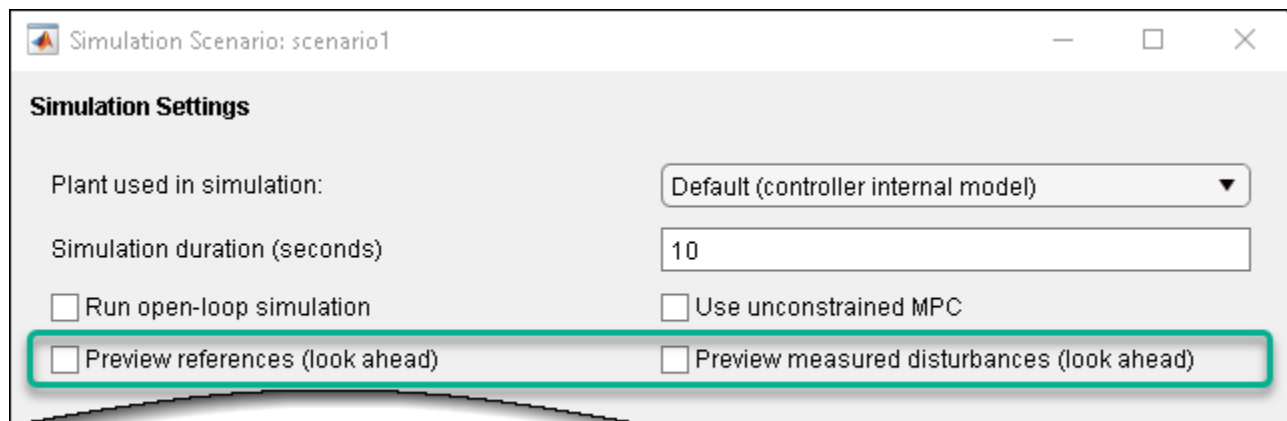 Simulation Scenario: scenario1
Simulation Settings
Plant used in simulation: Default (controller internal model)
Simulation duration (seconds) 10
Run open-loop simulation Use unconstrained MPC
Preview references (look ahead) Preview measured disturbances (look ahead)